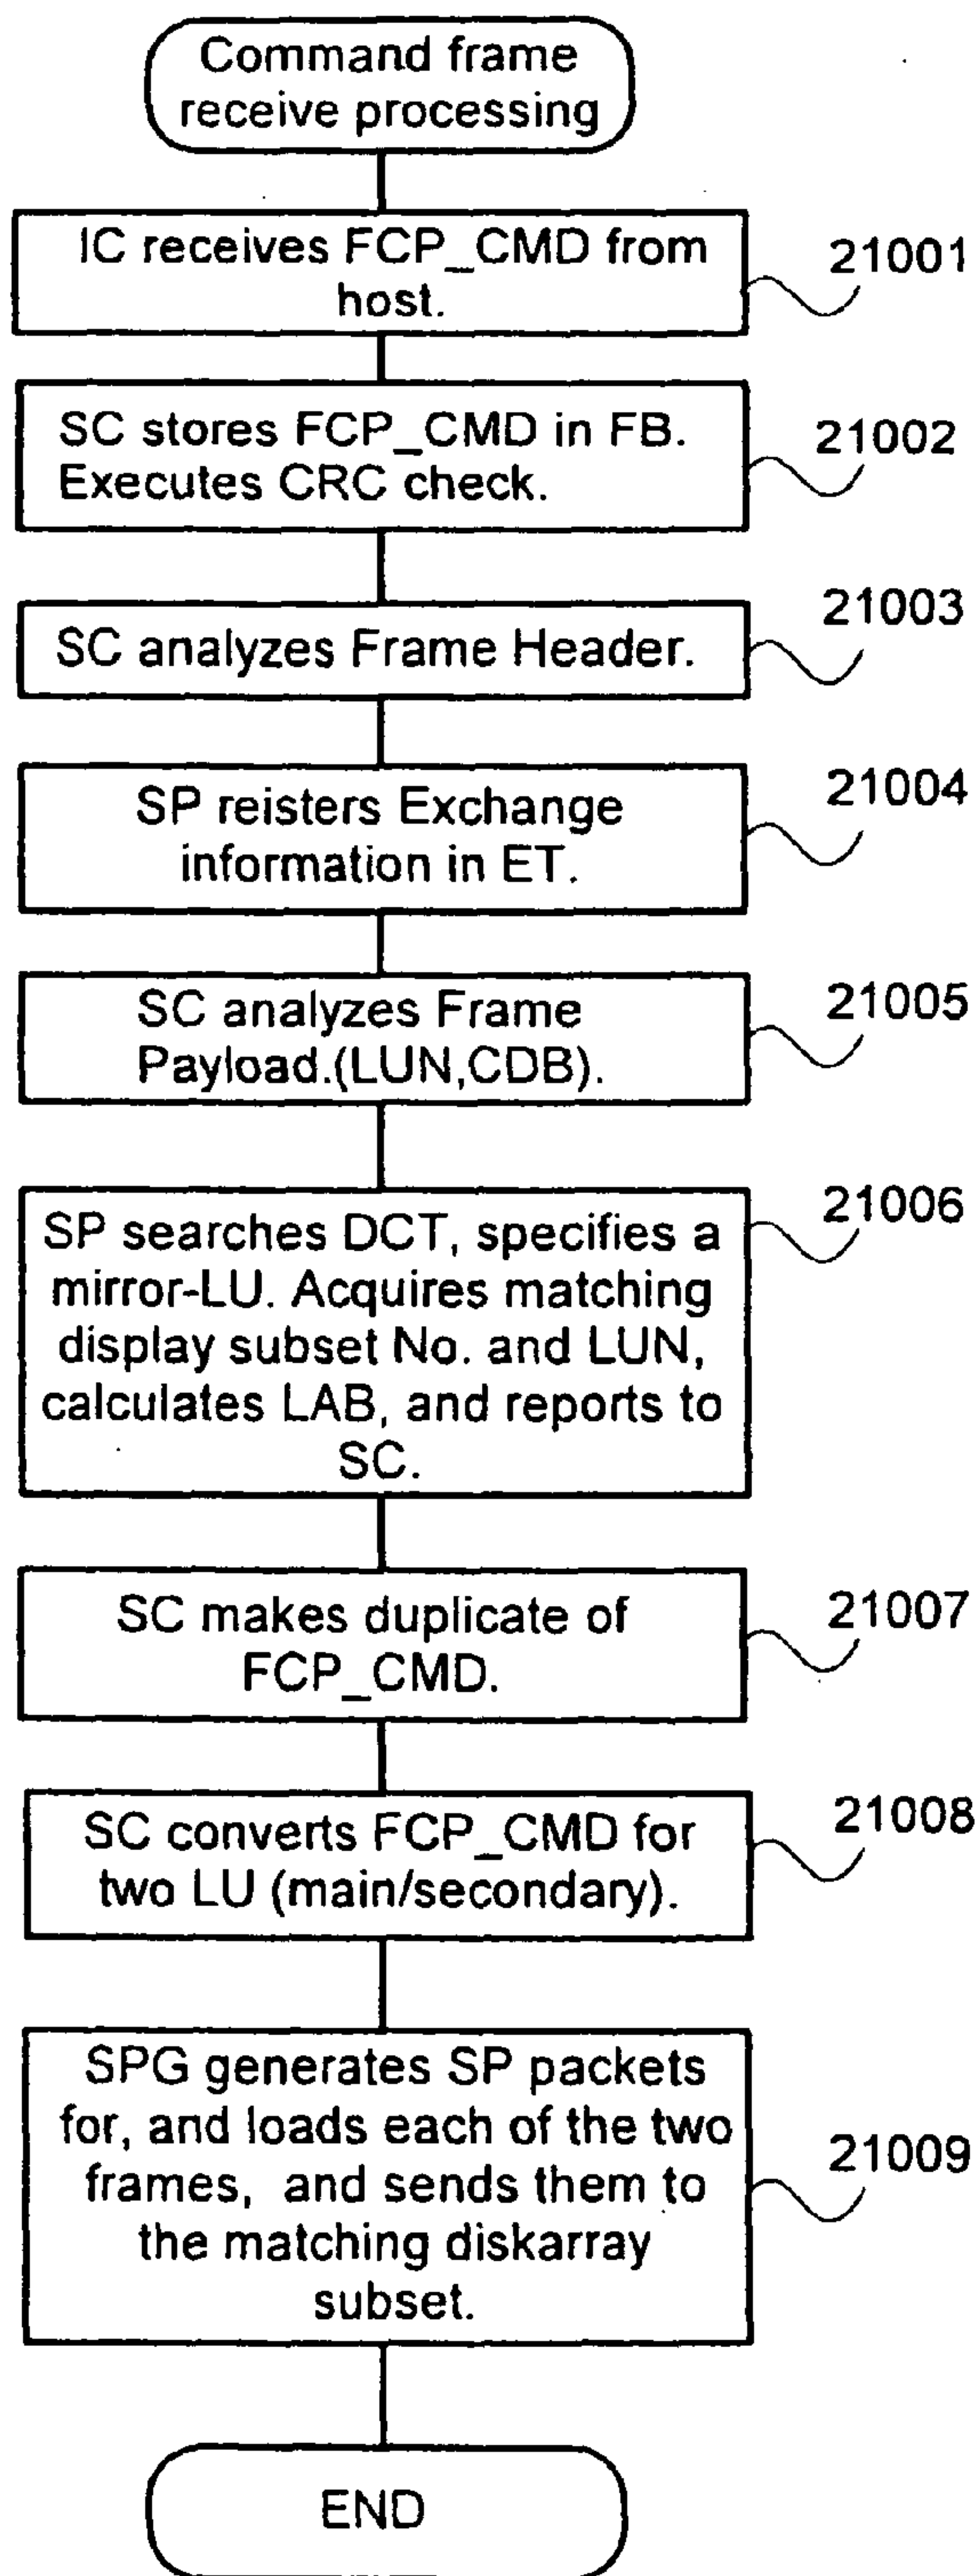 Command frame
receive processing
IC receives FCP_CMD from
host.
21001
SC stores FCP_CMD in FB.
Executes CRC check.
21002
SC analyzes Frame Header.
21003
SP reisters Exchange
information in ET.
21004
SC analyzes Frame
Payload.(LUN,CDB).
21005
SP searches DCT, specifies a
mirror-LU. Acquires matching
display subset No. and LUN,
calculates LAB, and reports to
SC.
21006
SC makes duplicate of
FCP_CMD.
21007
SC converts FCP_CMD for
two LU (main/secondary).
21008
SPG generates SP packets
for, and loads each of the two
frames, and sends them to
the matching diskarray
subset.
21009
END